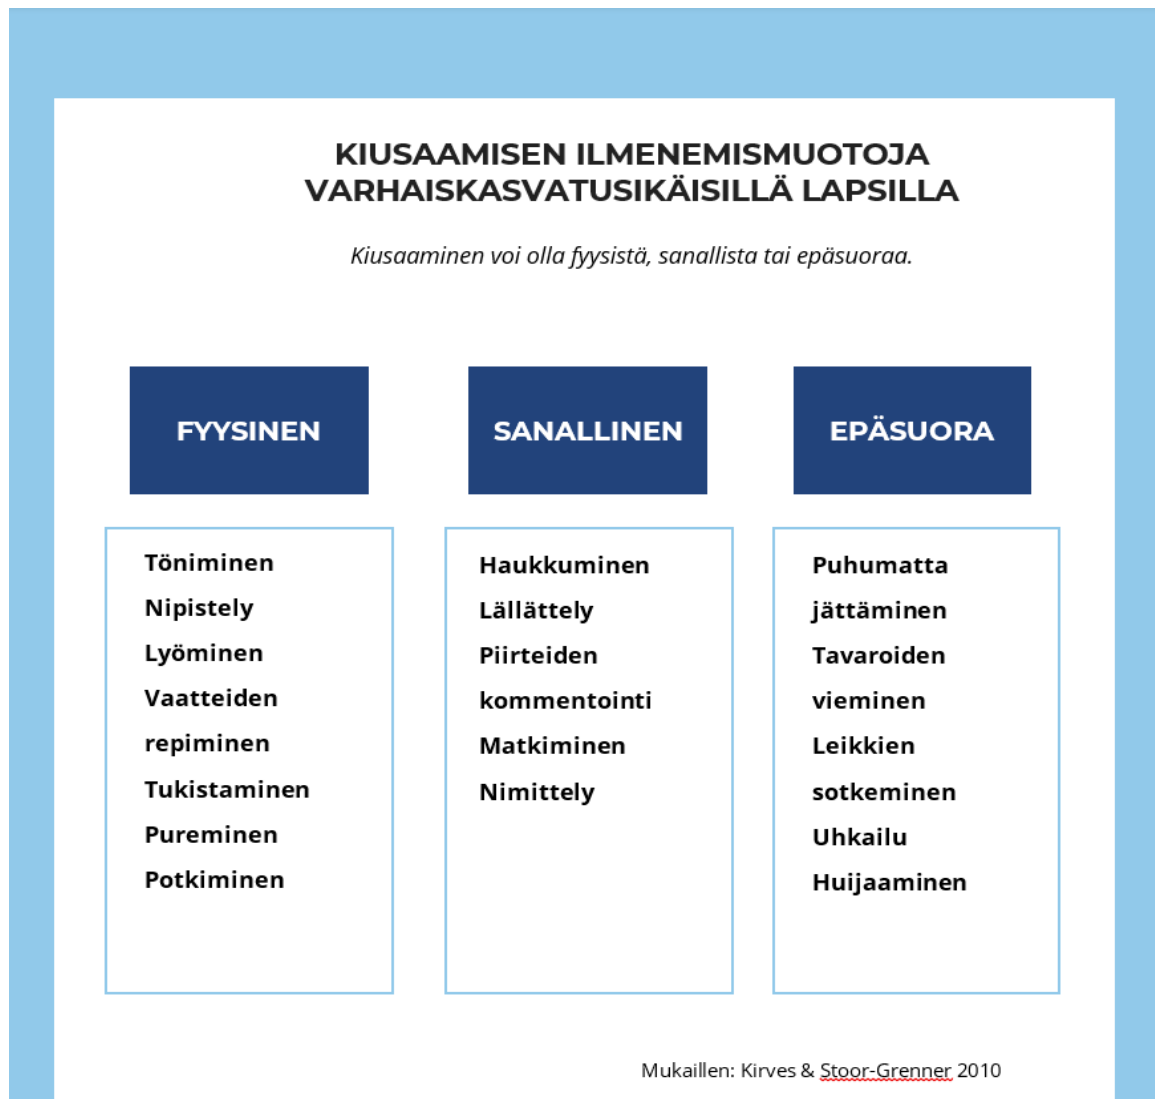 KIUSAAMISEN ILMENEMISMUOTOJA
VARHAISKASVATUSIKÄISILLÄ LAPSILLA
Kiusaaminen voi olla fyysistä, sanallista tai epäsuoraa.
FYYSINEN
Töniminen
Nipistely
Lyöminen
Vaatteiden
repiminen
Tukistaminen
Pureminen
Potkiminen
SANALLINEN
Haukkuminen
Lällättely
Piirteiden
kommentointi
Matkiminen
Nimittely
EPÄSUORA
Puhumatta
jättäminen
Tavaroiden
vieminen
Leikkien
sotkeminen
Uhkailu
Huijaaminen
Mukaillen: Kirves & Stoor-Grenner 2010